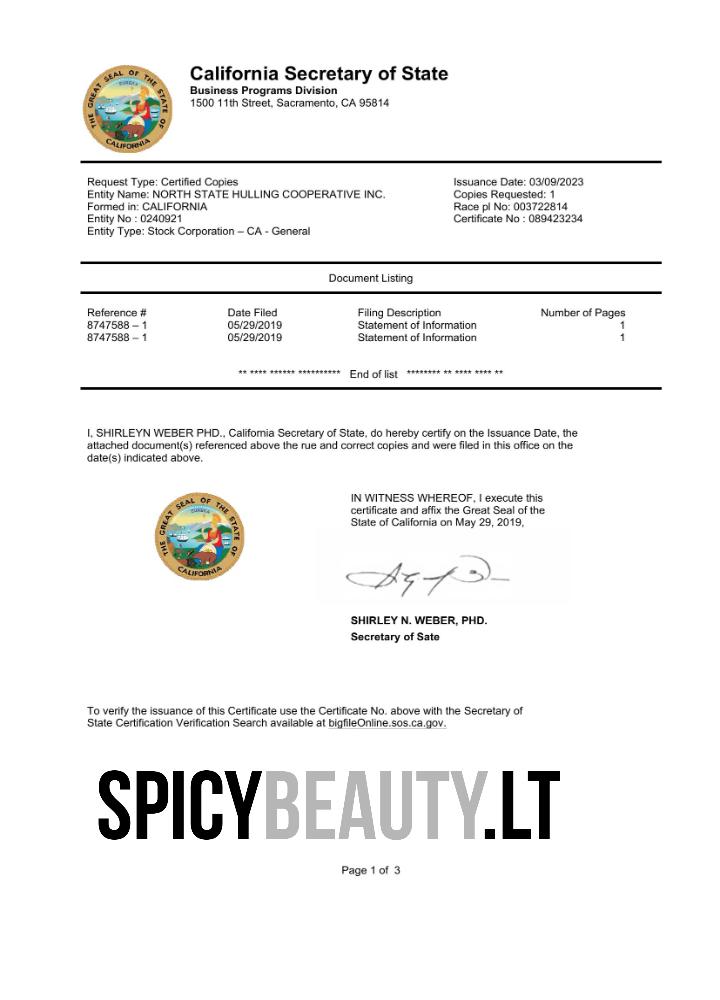 California Secretary of State
Business Programs Division
1500 11th Street, Sacramento, CA 95814
THE GREAT SEAL OF THE STATE OF CALIFORNIA
EUREKA
Request Type: Certified Copies
Entity Name: NORTH STATE HULLING COOPERATIVE INC.
Formed in: CALIFORNIA
Entity No : 0240921
Entity Type: Stock Corporation – CA - General
Issuance Date: 03/09/2023
Copies Requested: 1
Race pl No: 003722814
Certificate No : 089423234
Document Listing
Reference # Date Filed Filing Description Number of Pages
8747588 – 1 05/29/2019 Statement of Information 1
8747588 – 1 05/29/2019 Statement of Information 1
** **** ****** ********** End of list ******** ** **** **** **
I, SHIRLEYN WEBER PHD., California Secretary of State, do hereby certify on the Issuance Date, the
attached document(s) referenced above the rue and correct copies and were filed in this office on the
date(s) indicated above.
THE GREAT SEAL OF THE STATE OF CALIFORNIA
EUREKA
IN WITNESS WHEREOF, I execute this
certificate and affix the Great Seal of the
State of California on May 29, 2019,
SHIRLEY N. WEBER, PHD.
Secretary of Sate
To verify the issuance of this Certificate use the Certificate No. above with the Secretary of
State Certification Verification Search available at bigfileOnline.sos.ca.gov.
SPICYBEAUTY.LT
Page 1 of 3